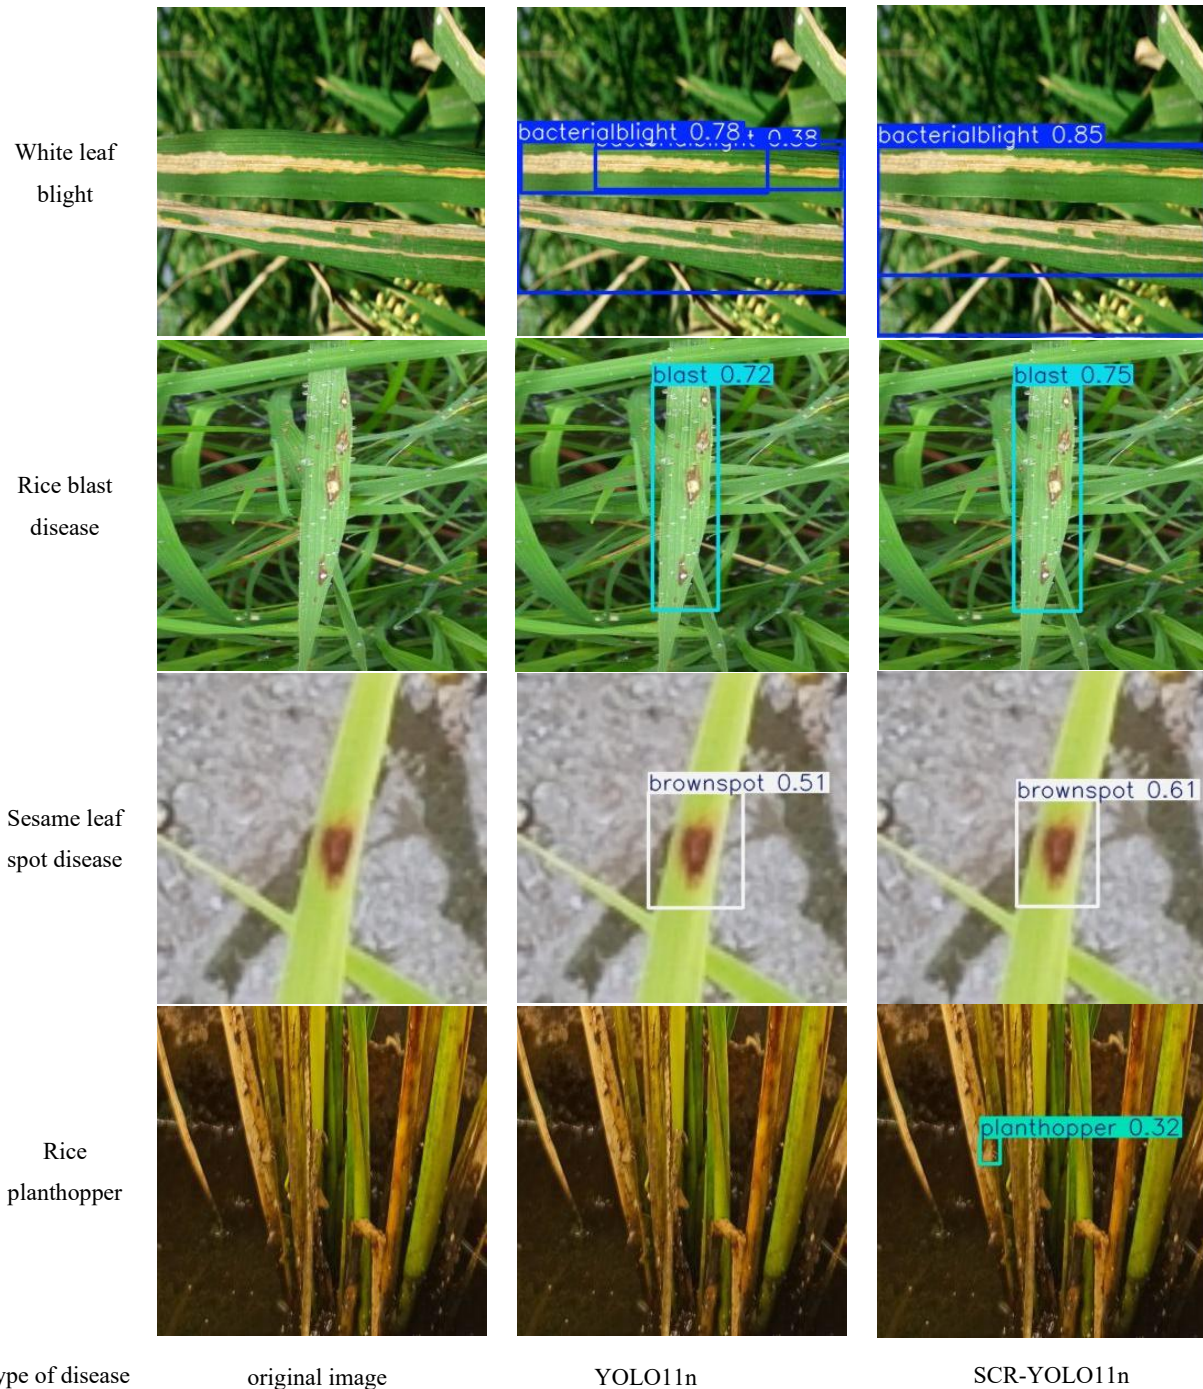 White leaf
blight
bacterialblight 0.78
bacterialblight 0.38
bacterialblight 0.85
Rice blast
disease
blast 0.72
blast 0.75
Sesame leaf
spot disease
brownspot 0.51
brownspot 0.61
Rice
planthopper
planthopper 0.32
ype of disease
original image
YOLO11n
SCR-YOLO11n